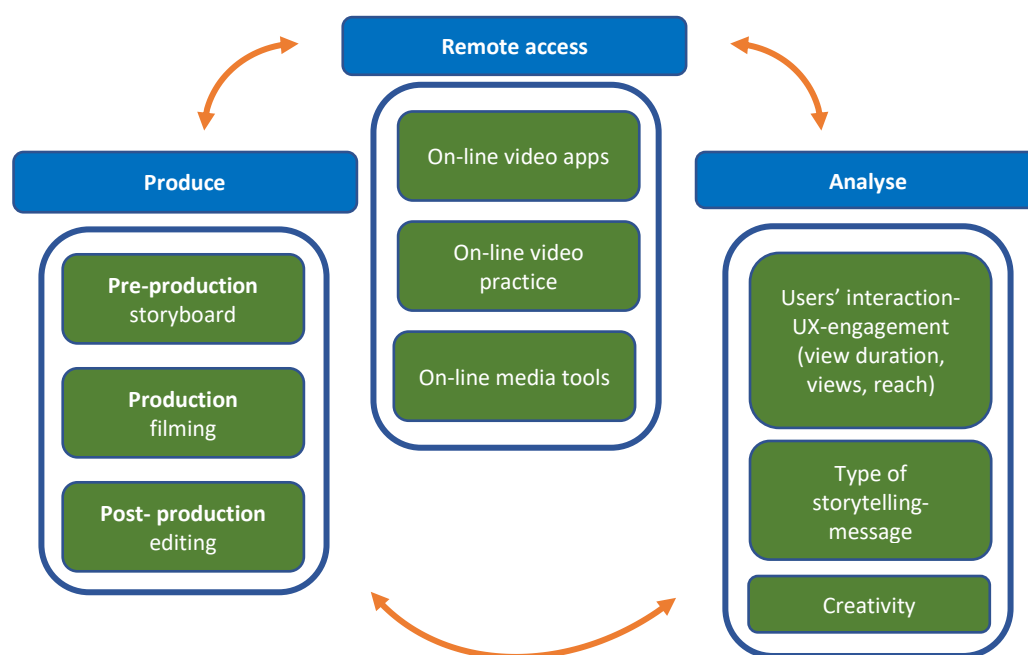 Remote access
On-line video apps
On-line video
practice
On-line media tools
Produce
Pre-production
storyboard
Production
filming
Post- production
editing
Analyse
Users’ interaction-
UX-engagement
(view duration,
views, reach)
Type of
storytelling-
message
Creativity